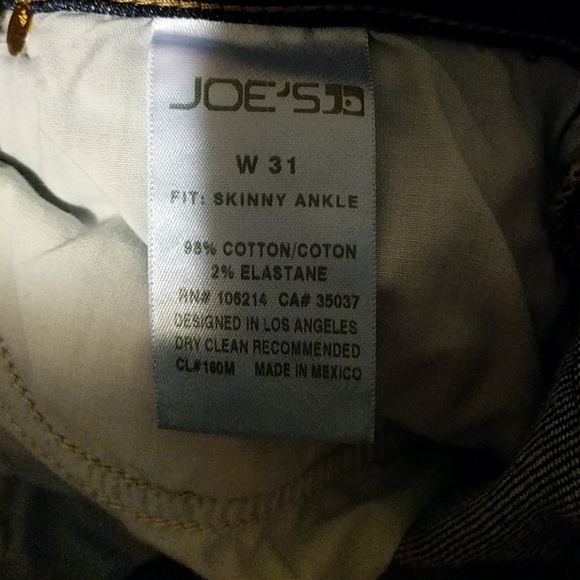 JOE'S
W 31
FIT: SKINNY ANKLE
98% COTTON/COTON
2% ELASTANE
RN# 106214 CA# 35037
DESIGNED IN LOS ANGELES
DRY CLEAN RECOMMENDED
CL#160M MADE IN MEXICO